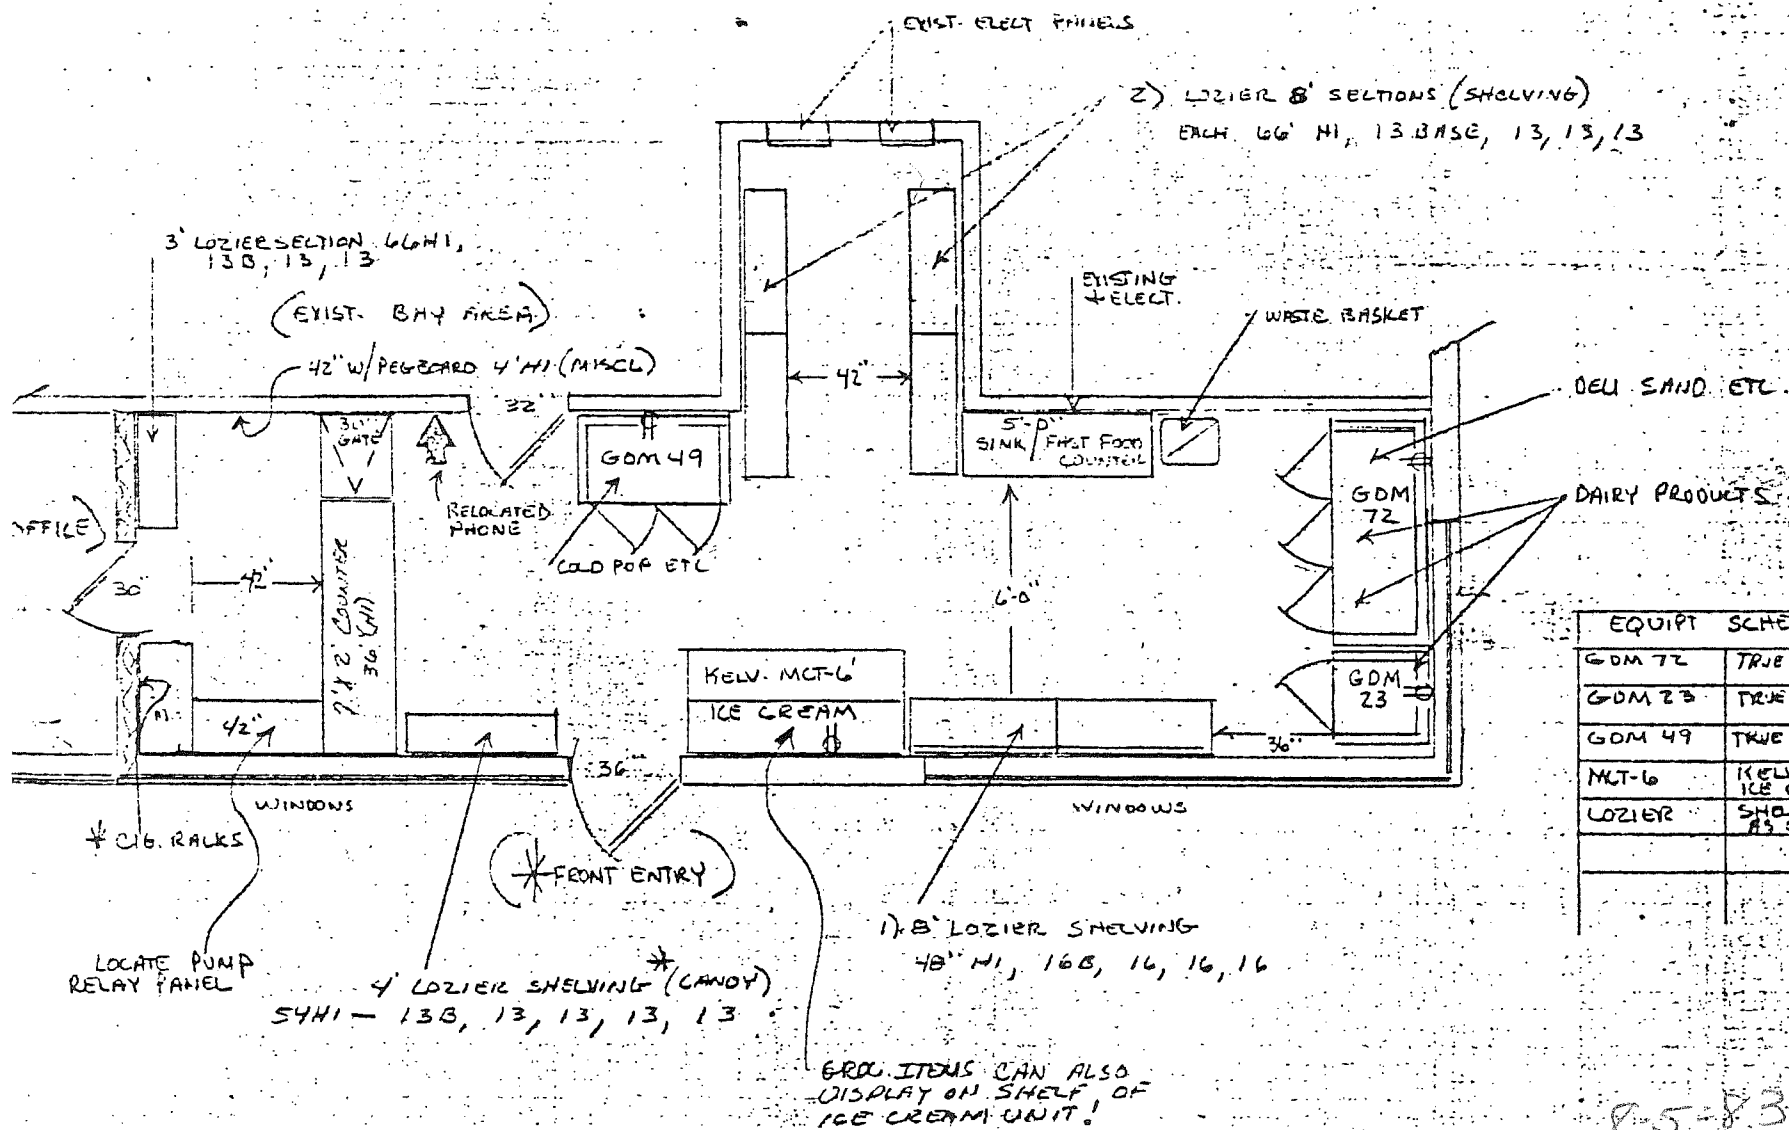 EXIST. ELECT PANELS
2) LOZIER 8' SECTIONS (SHELVING)
EACH 66" HI, 13 BASE, 13, 13, 13
3' LOZIER SECTION 66HI,
13B, 13, 13
(EXIST. BAY AREA)
42" W/PEGBOARD 4' HI (MISCL)
EXISTING
ELECT.
WASTE BASKET
DELI SAND ETC.
DAIRY PRODUCTS
32"
42"
GATE
GDM 49
5'-0"
SINK / FAST FOOD
COUNTER
GDM
72
RELOCATED
PHONE
COLD POP ETC
OFFICE)
30"
42"
7' X 2' COUNTER
36" (HI)
6'-0"
KELV. MCT-6'
ICE CREAM
GDM
23
42"
36"
36"
WINDOWS
WINDOWS
* CIG. RACKS
(* FRONT ENTRY)
LOCATE PUMP
RELAY PANEL
*
4' LOZIER SHELVING (CANDY)
54HI — 13B, 13, 13, 13, 13
1) 8' LOZIER SHELVING
48" HI, 16B, 16, 16, 16
GROC. ITEMS CAN ALSO
DISPLAY ON SHELF OF
ICE CREAM UNIT!
EQUIPT SCHE
GDM 72 TRUE
GDM 23 TRUE
GDM 49 TRUE
MCT-6 KELV
ICE
LOZIER
8-5-83